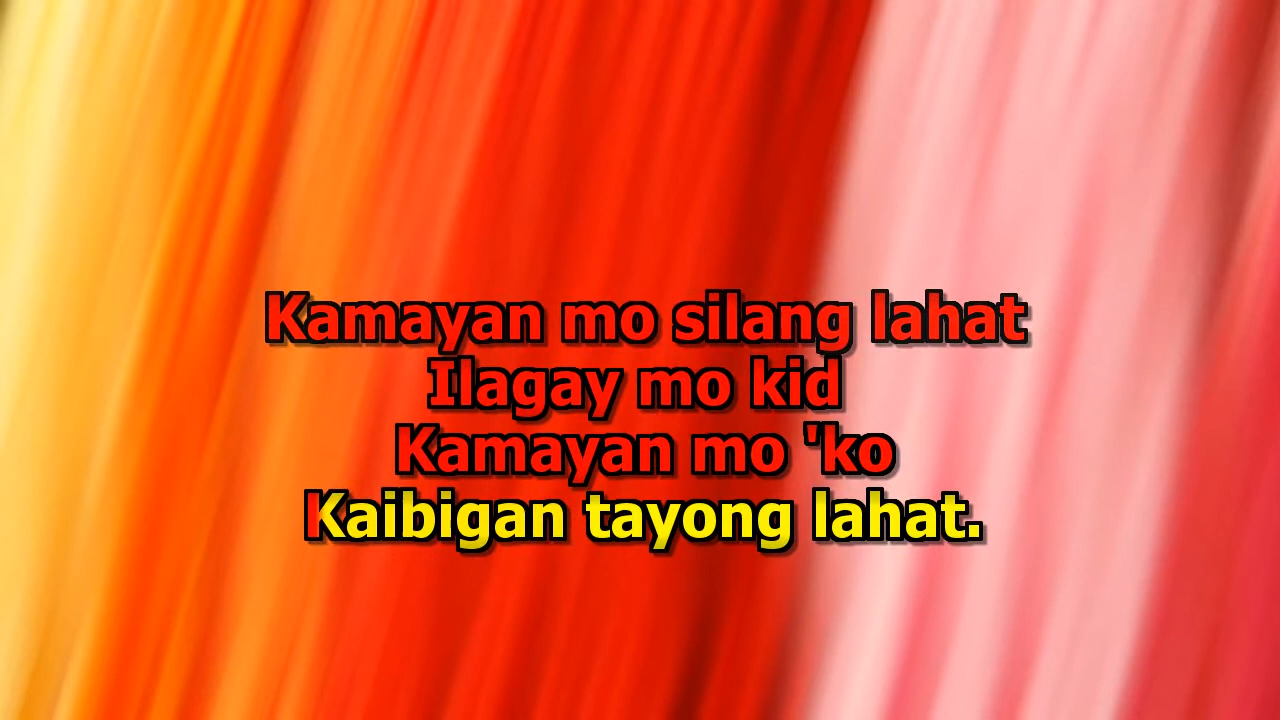 Kamayan mo silang lahat
Ilagay mo kid
Kamayan mo 'ko
Kaibigan tayong lahat.